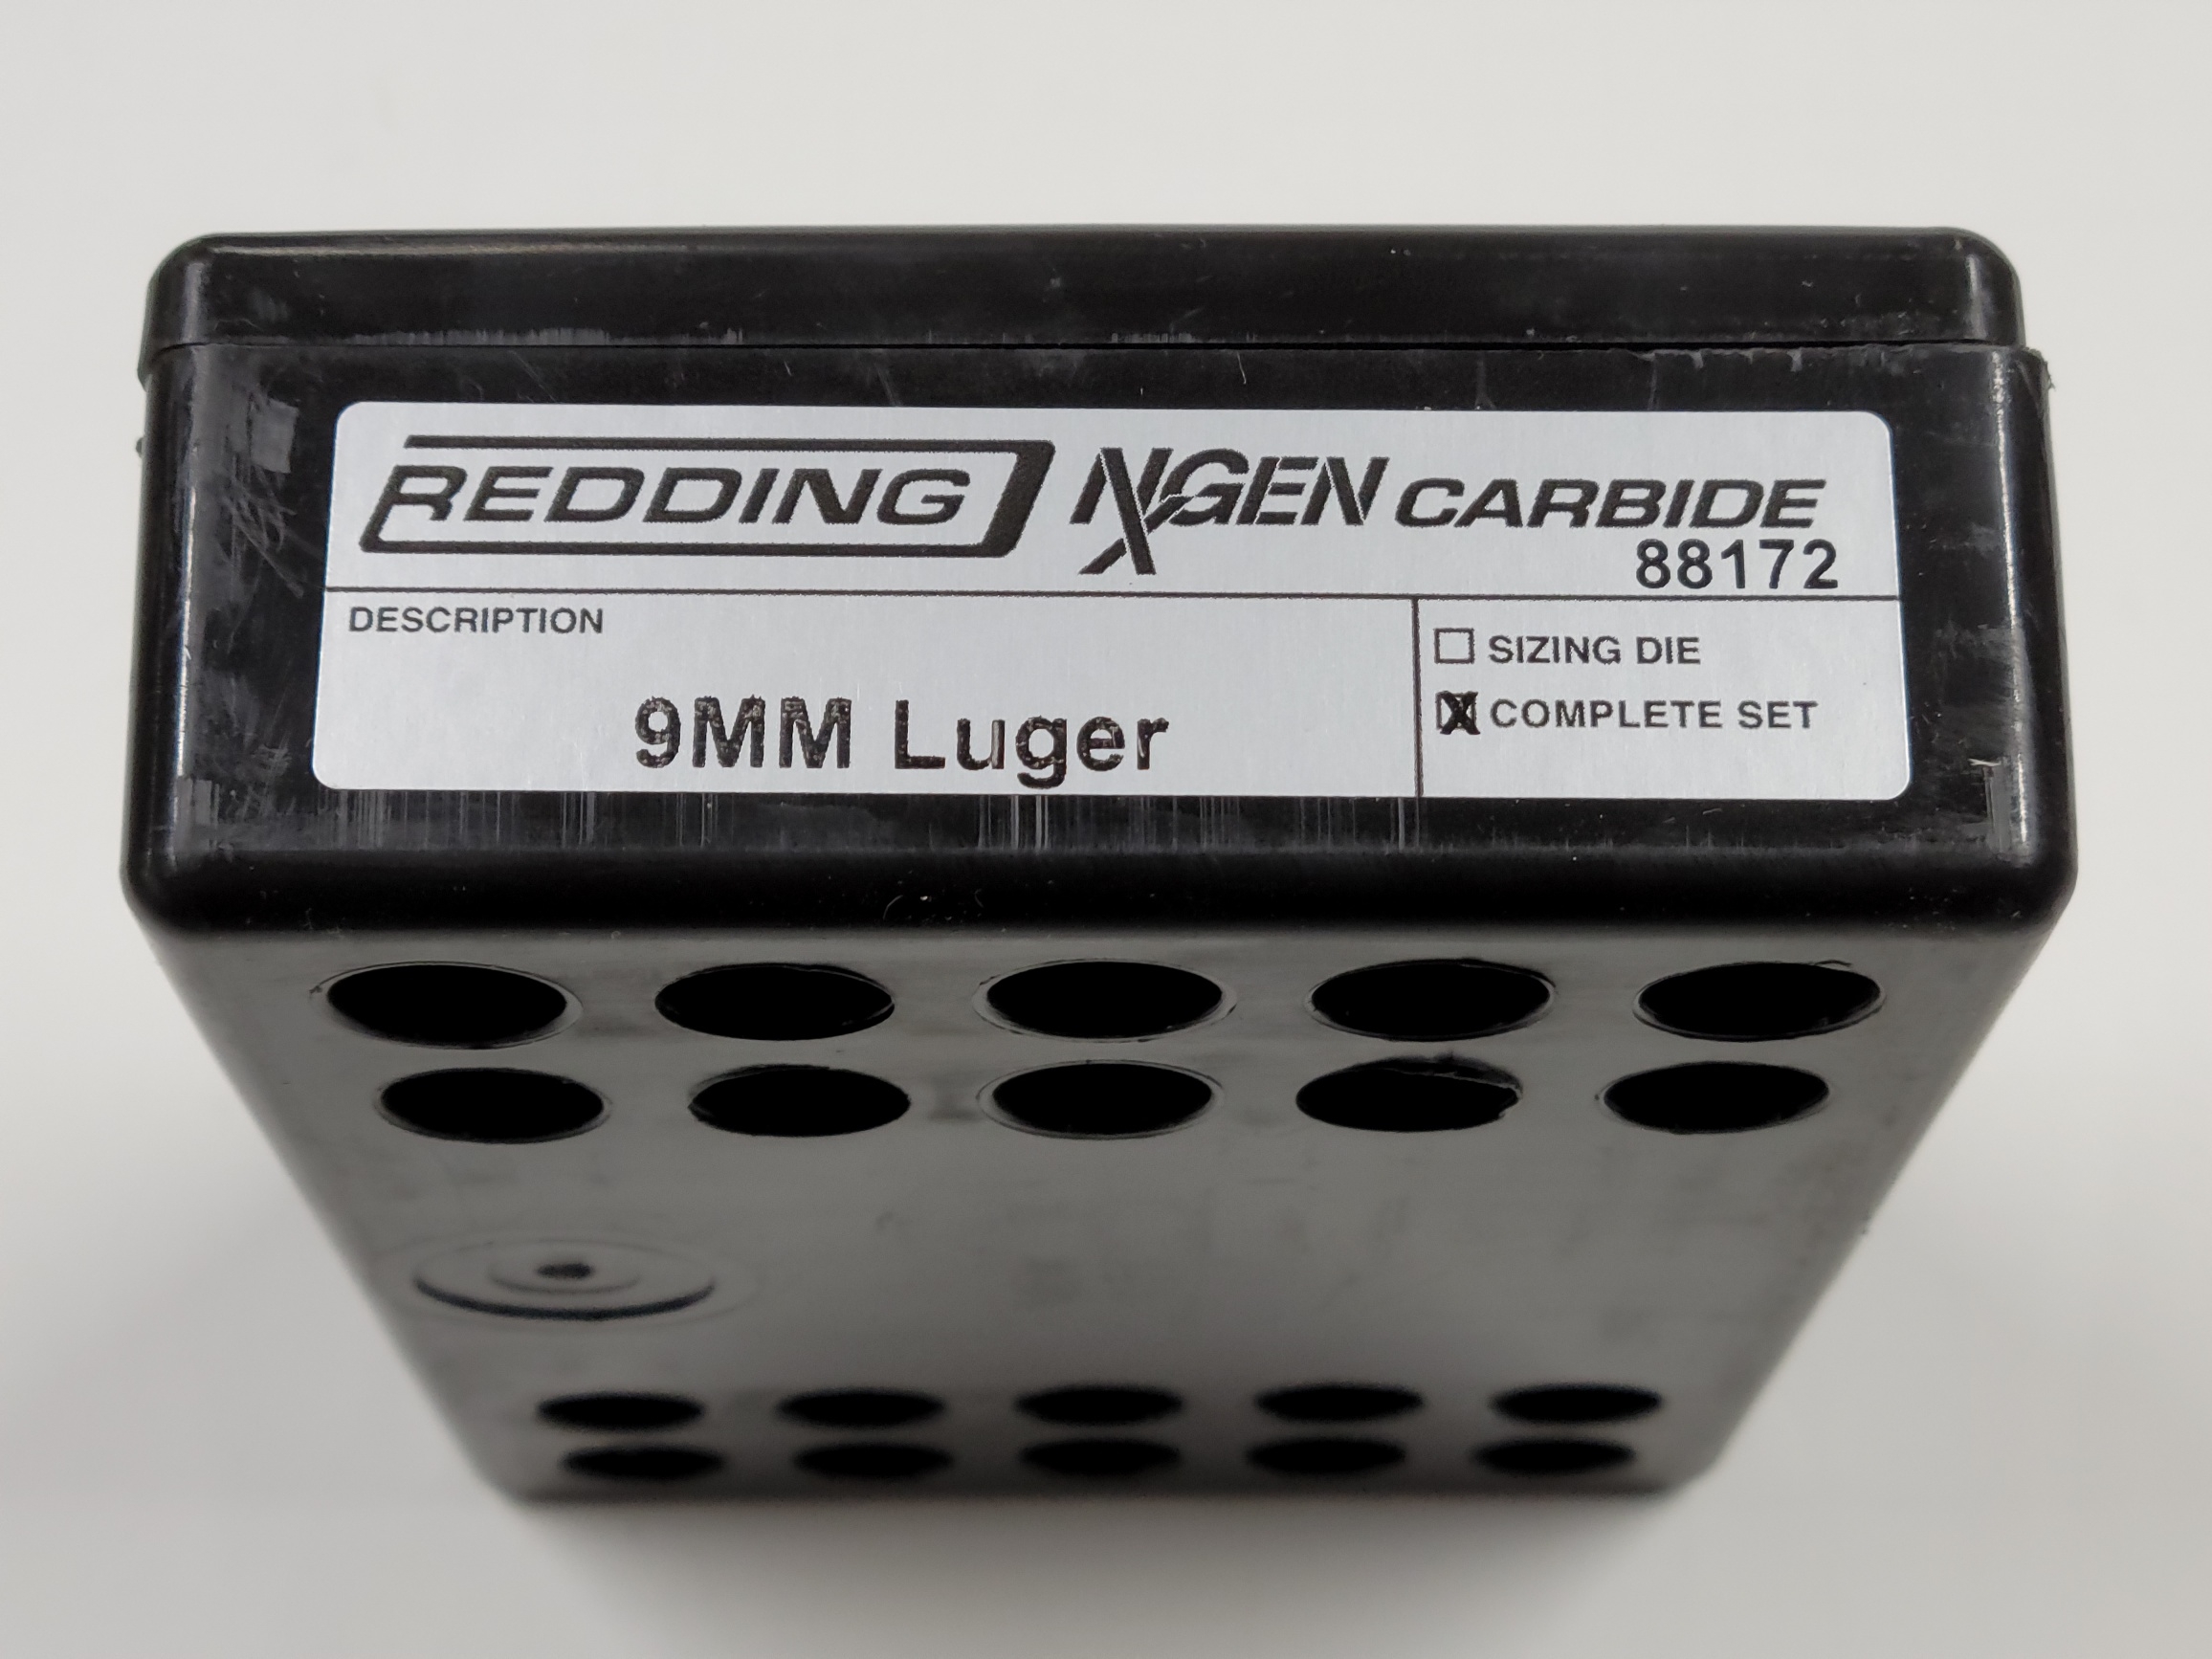 REDDING NXGEN CARBIDE
88172
DESCRIPTION
9MM Luger
SIZING DIE
X COMPLETE SET